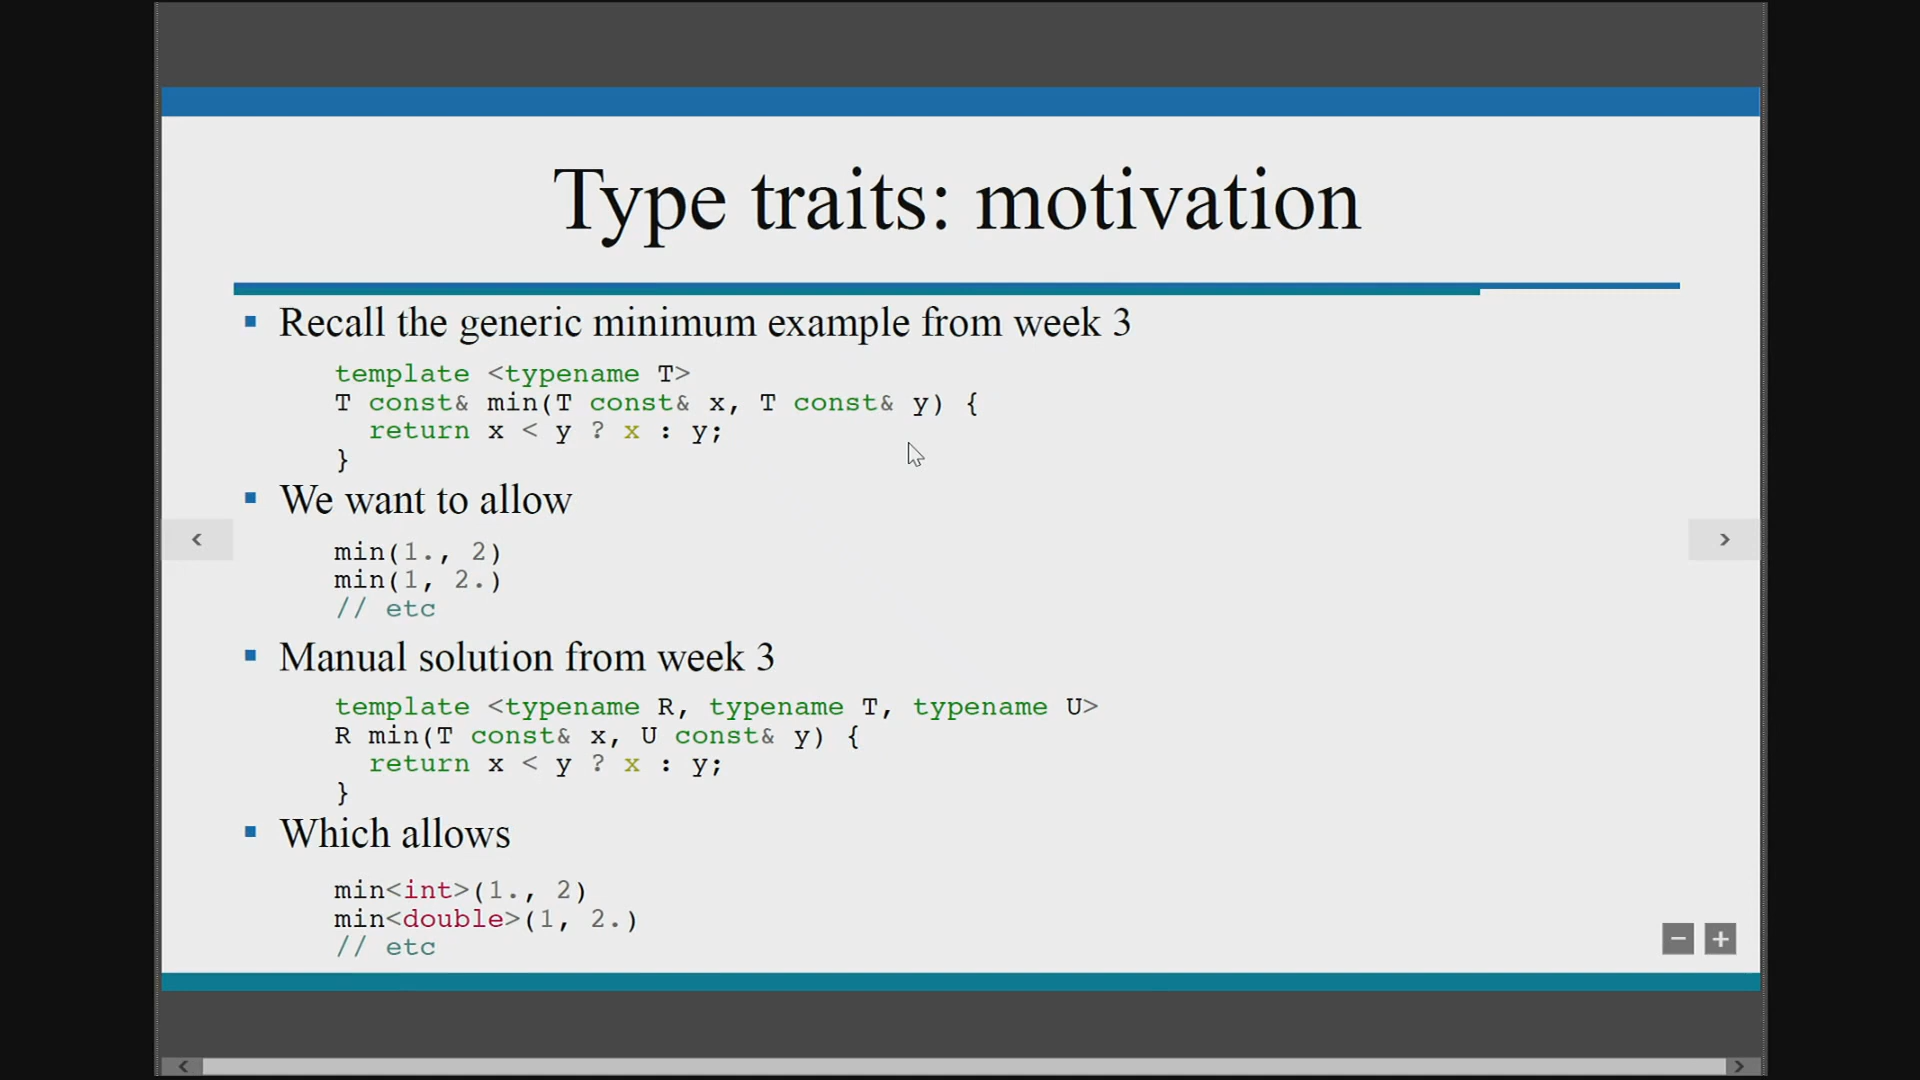 Type traits: motivation
▪ Recall the generic minimum example from week 3
template <typename T>
T const& min(T const& x, T const& y) {
return x < y ? x : y;
}
▪ We want to allow
min(1., 2)
min(1, 2.)
// etc
▪ Manual solution from week 3
template <typename R, typename T, typename U>
R min(T const& x, U const& y) {
return x < y ? x : y;
}
▪ Which allows
min<int>(1., 2)
min<double>(1, 2.)
// etc